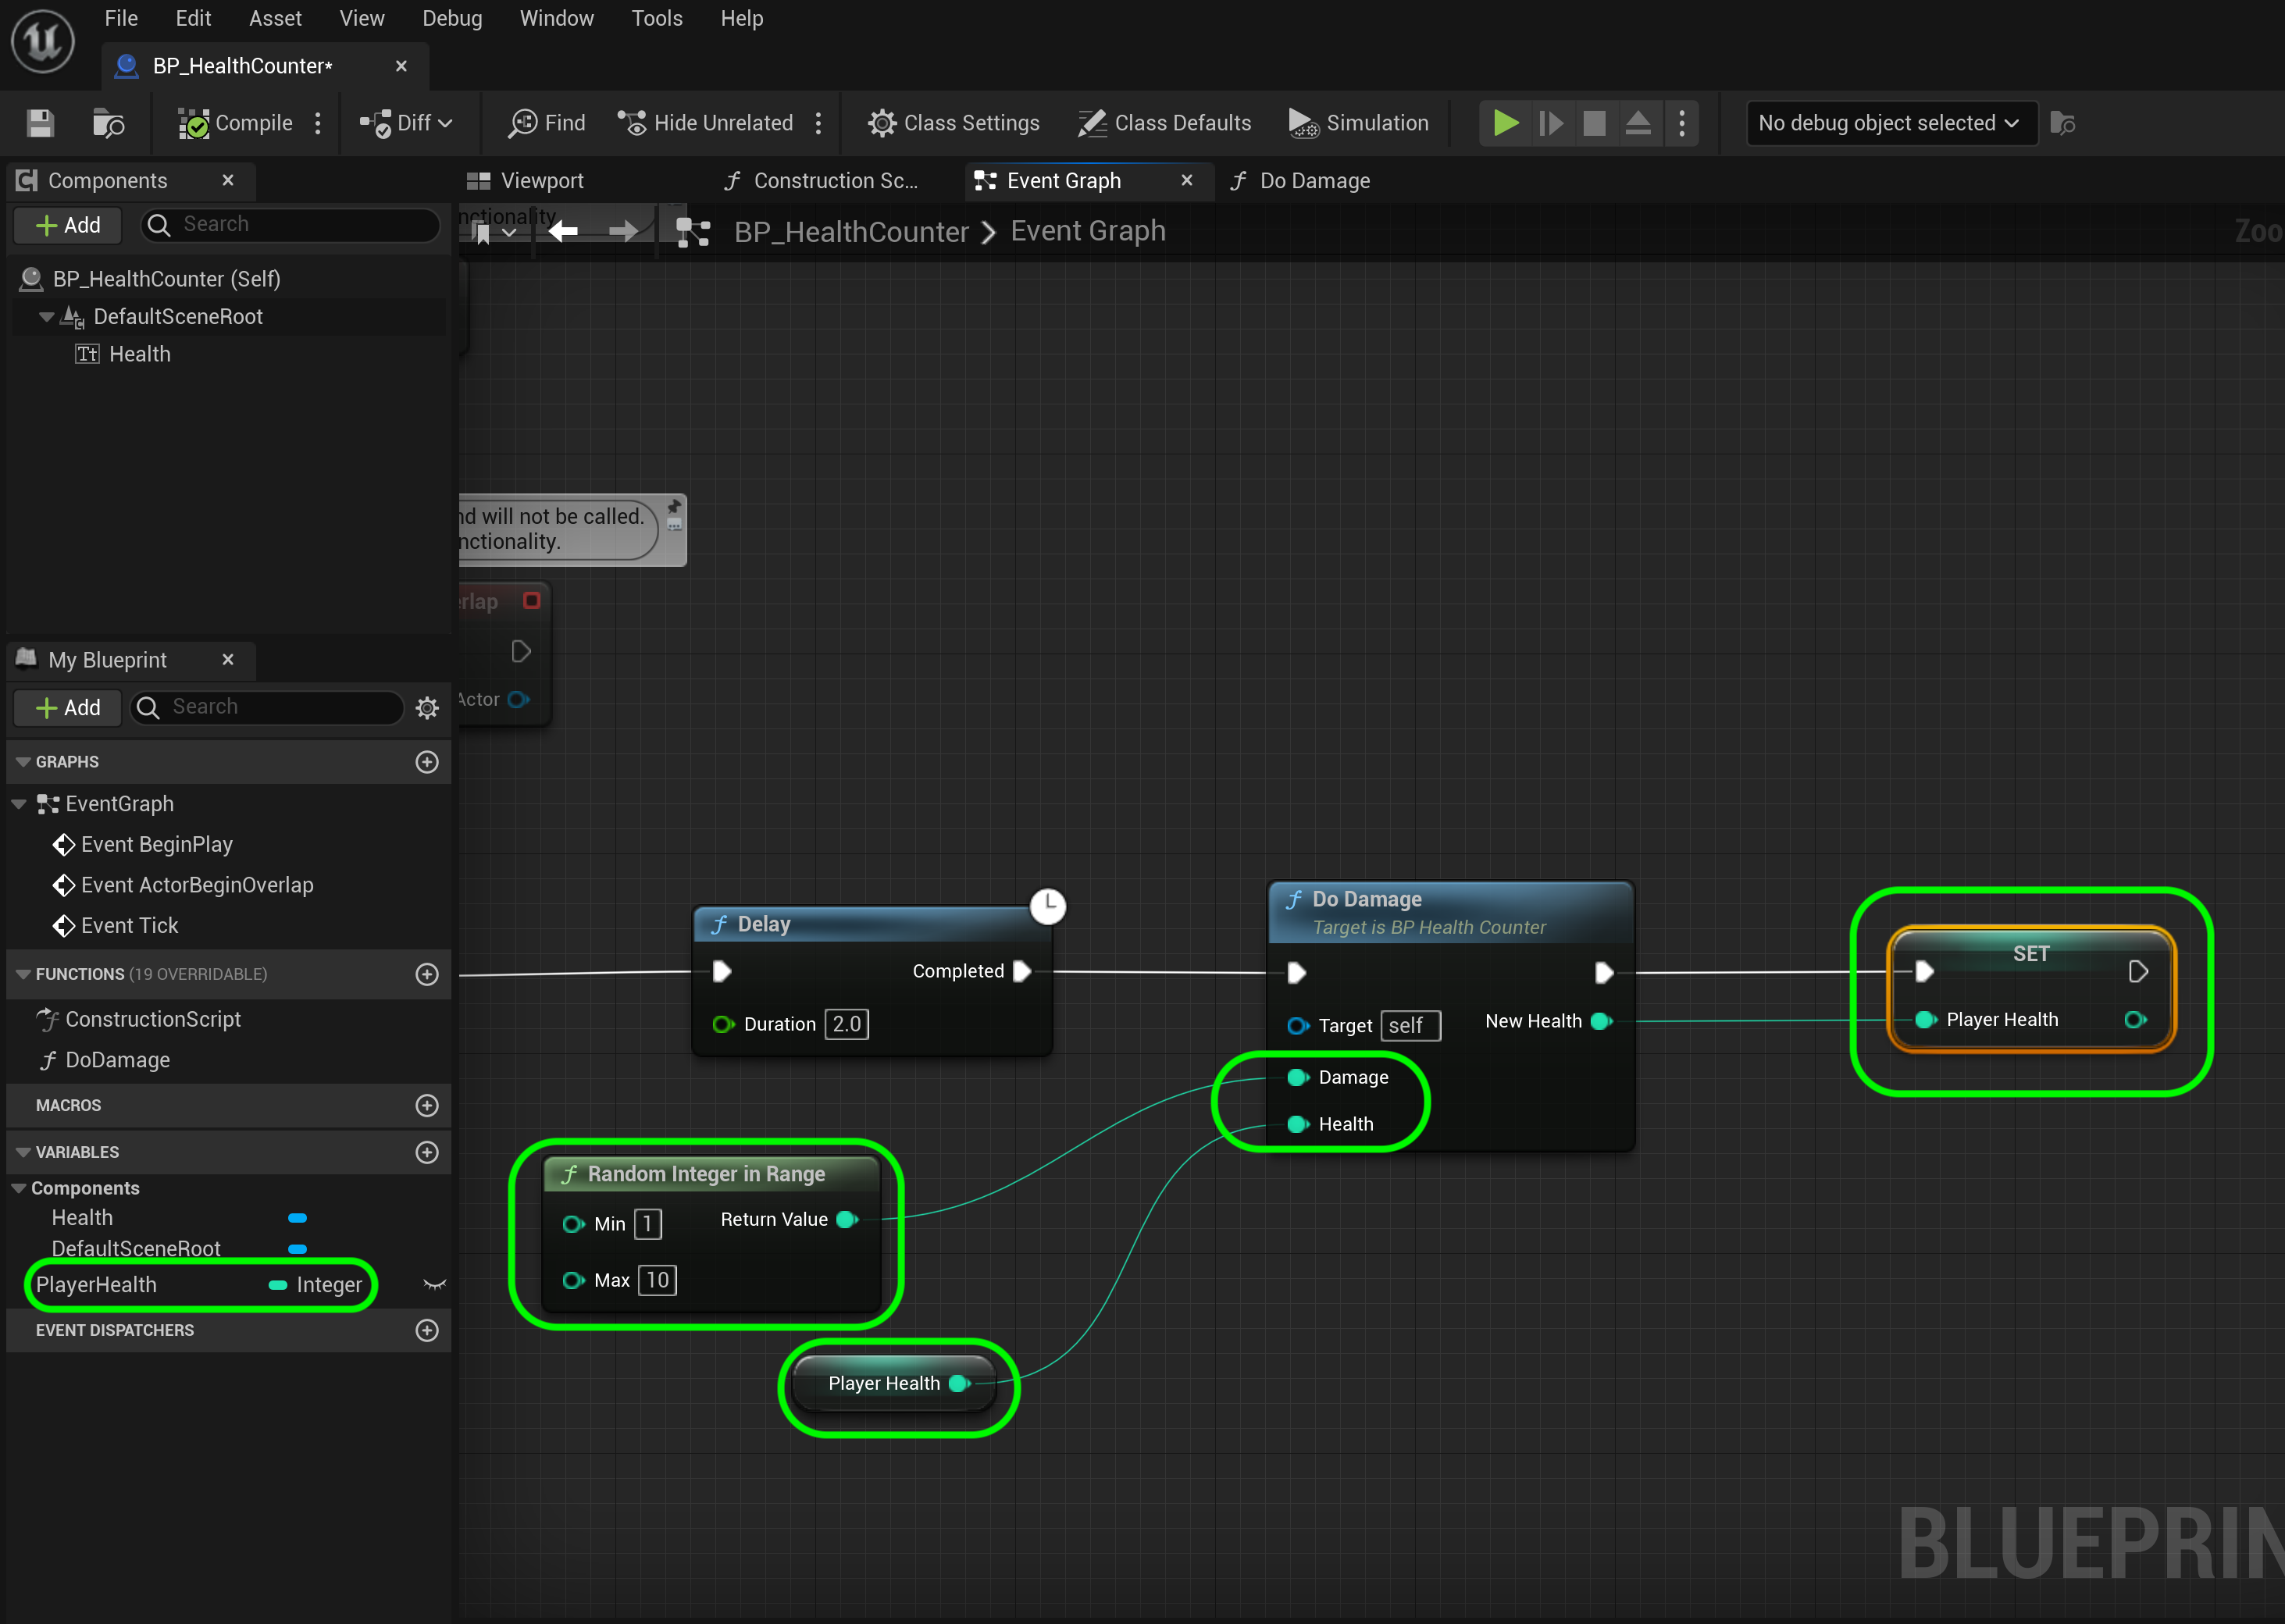 File Edit Asset View Debug Window Tools Help
BP_HealthCounter*
Compile Diff Find Hide Unrelated Class Settings Class Defaults Simulation No debug object selected
Components
Viewport Construction Sc... Event Graph Do Damage
Add Search
nctionality
BP_HealthCounter > Event Graph
Zoo
BP_HealthCounter (Self)
DefaultSceneRoot
Tt Health
nd will not be called.
nctionality.
erlap
Actor
My Blueprint
Add Search
GRAPHS
EventGraph
Event BeginPlay
Event ActorBeginOverlap
Event Tick
FUNCTIONS (19 OVERRIDABLE)
ConstructionScript
DoDamage
MACROS
VARIABLES
Components
Health
DefaultSceneRoot
PlayerHealth Integer
EVENT DISPATCHERS
Delay
Completed
Duration 2.0
Do Damage
Target is BP Health Counter
Target self New Health
Damage
Health
SET
Player Health
Random Integer in Range
Min 1 Return Value
Max 10
Player Health
BLUEPRIN